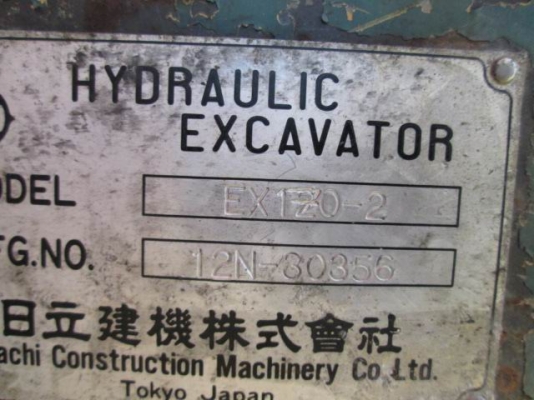 HYDRAULIC
EXCAVATOR
ODEL EX120-2
FG.NO. 12N-30356
日立建機株式會社
achi Construction Machinery Co Ltd.
Tokyo Japan